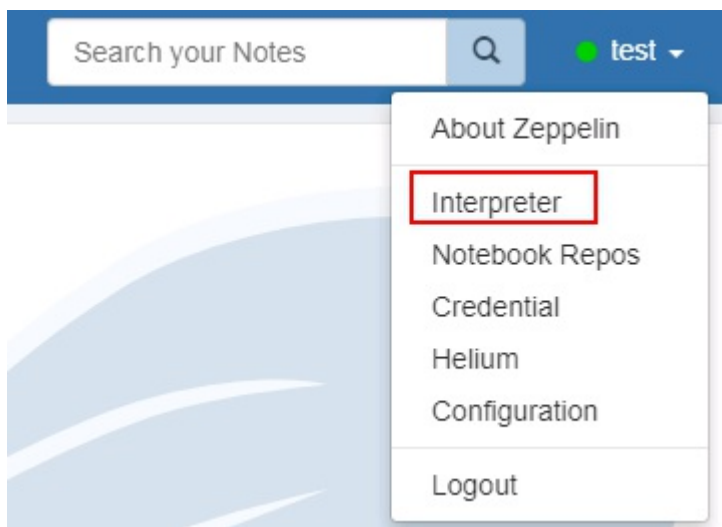 Search your Notes
test
About Zeppelin
Interpreter
Notebook Repos
Credential
Helium
Configuration
Logout